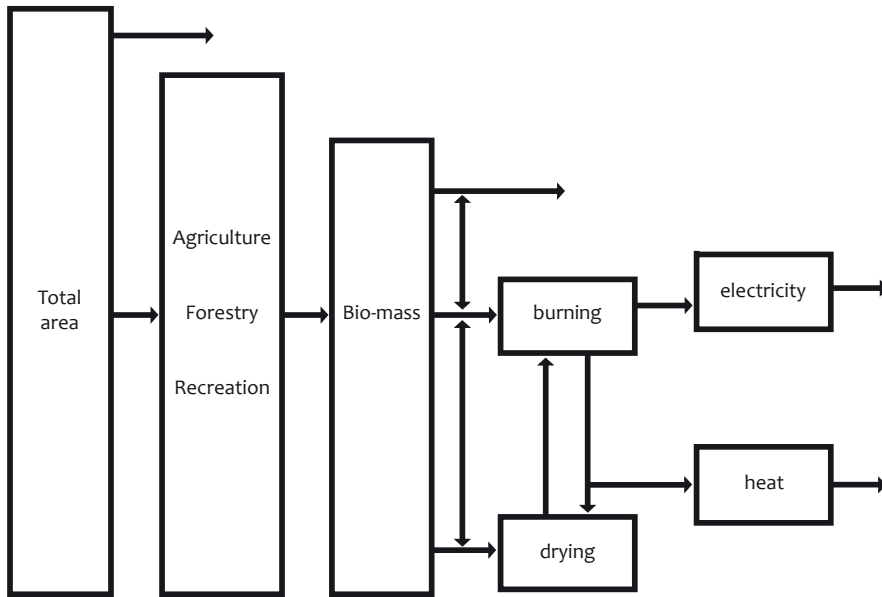 Total
area
Agriculture
Forestry
Recreation
Bio-mass
burning
drying
electricity
heat